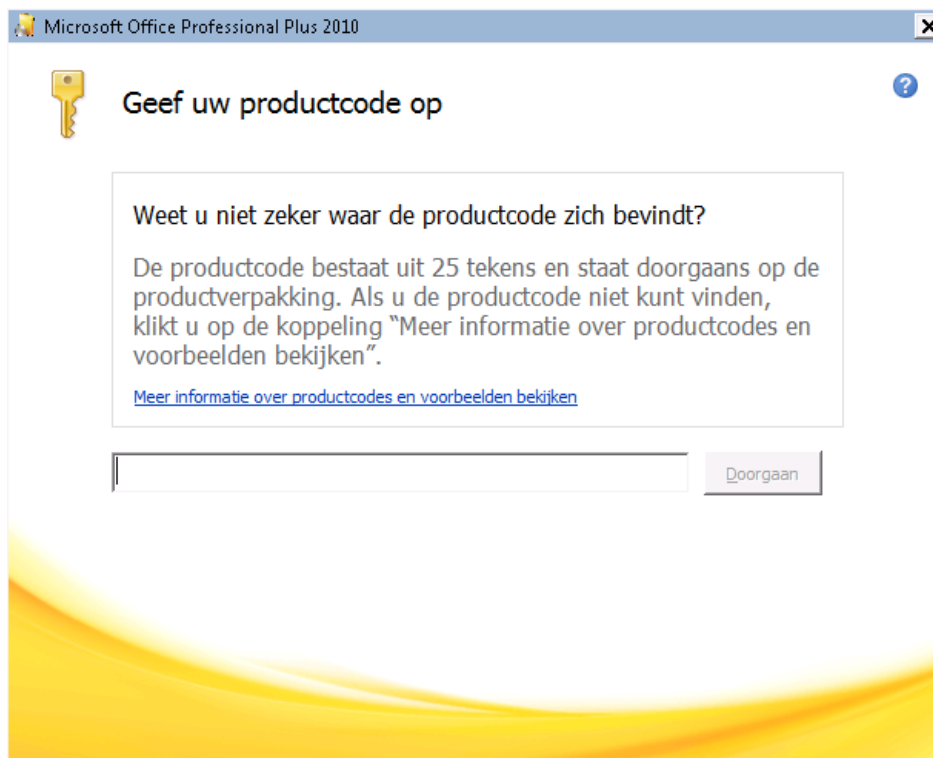 Microsoft Office Professional Plus 2010
Geef uw productcode op
Weet u niet zeker waar de productcode zich bevindt?
De productcode bestaat uit 25 tekens en staat doorgaans op de
productverpakking. Als u de productcode niet kunt vinden,
klikt u op de koppeling “Meer informatie over productcodes en
voorbeelden bekijken”.
Meer informatie over productcodes en voorbeelden bekijken
Doorgaan